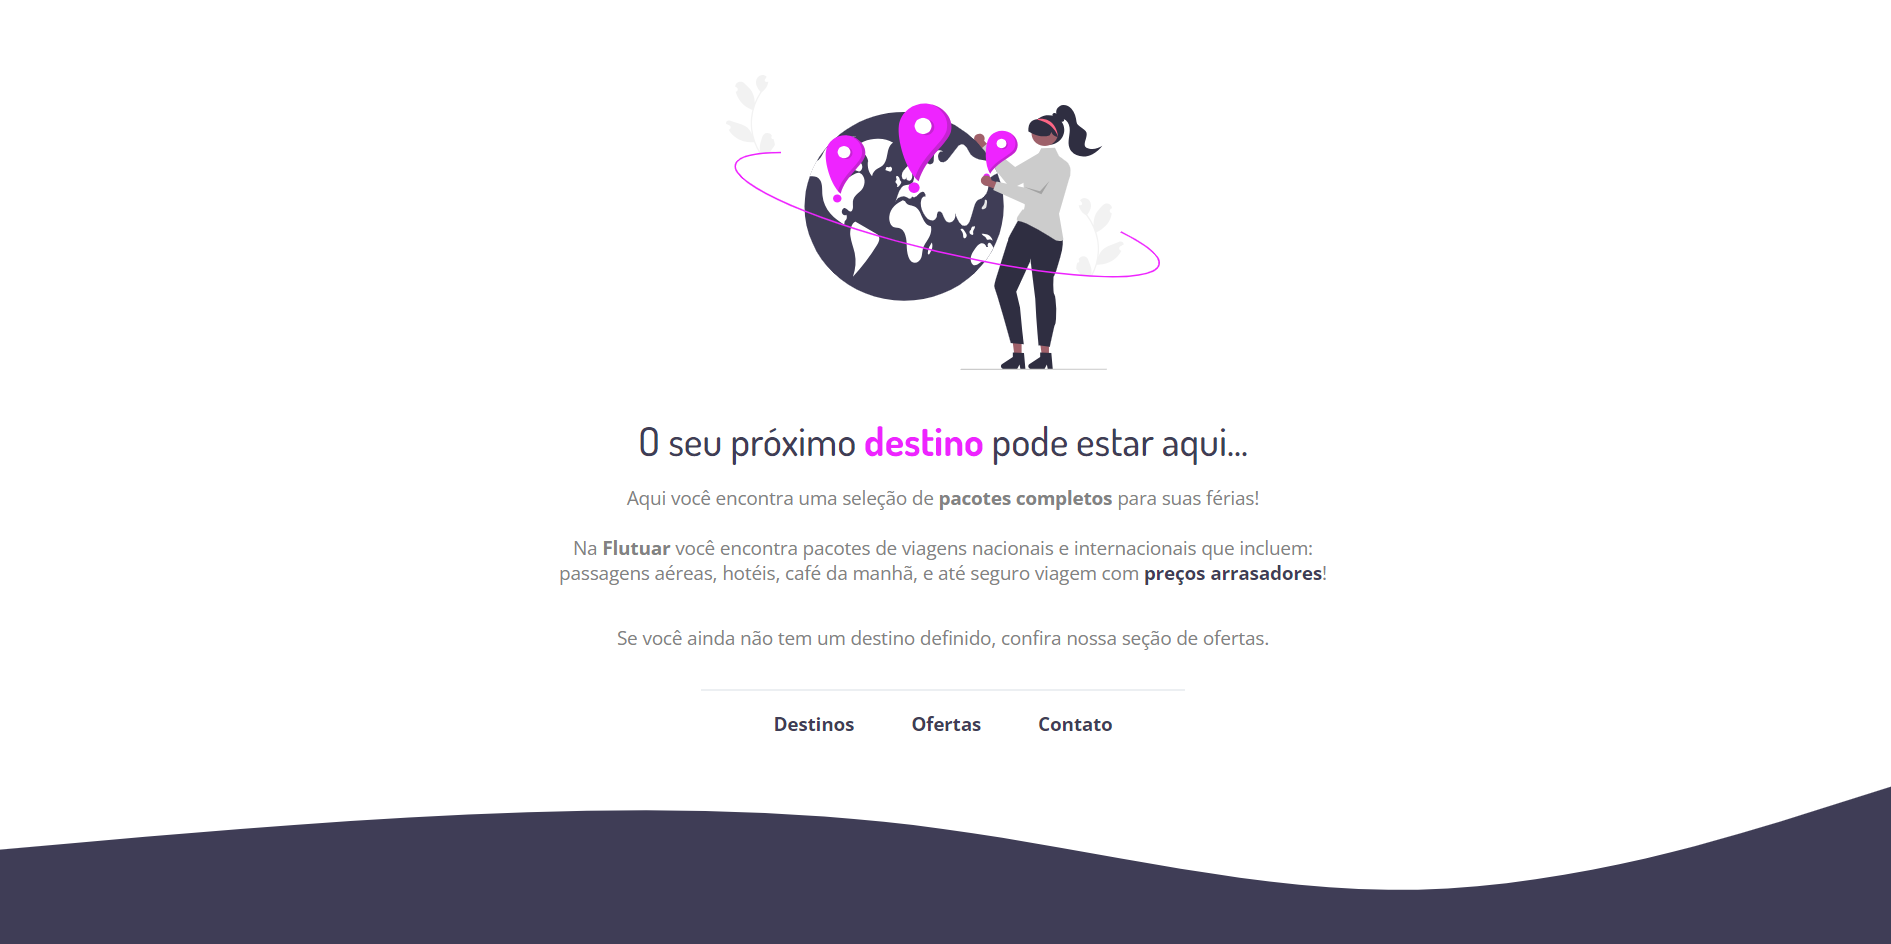 O seu próximo destino pode estar aqui...
Aqui você encontra uma seleção de pacotes completos para suas férias!
Na Flutuar você encontra pacotes de viagens nacionais e internacionais que incluem:
passagens aéreas, hotéis, café da manhã, e até seguro viagem com preços arrasadores!
Se você ainda não tem um destino definido, confira nossa seção de ofertas.
Destinos Ofertas Contato